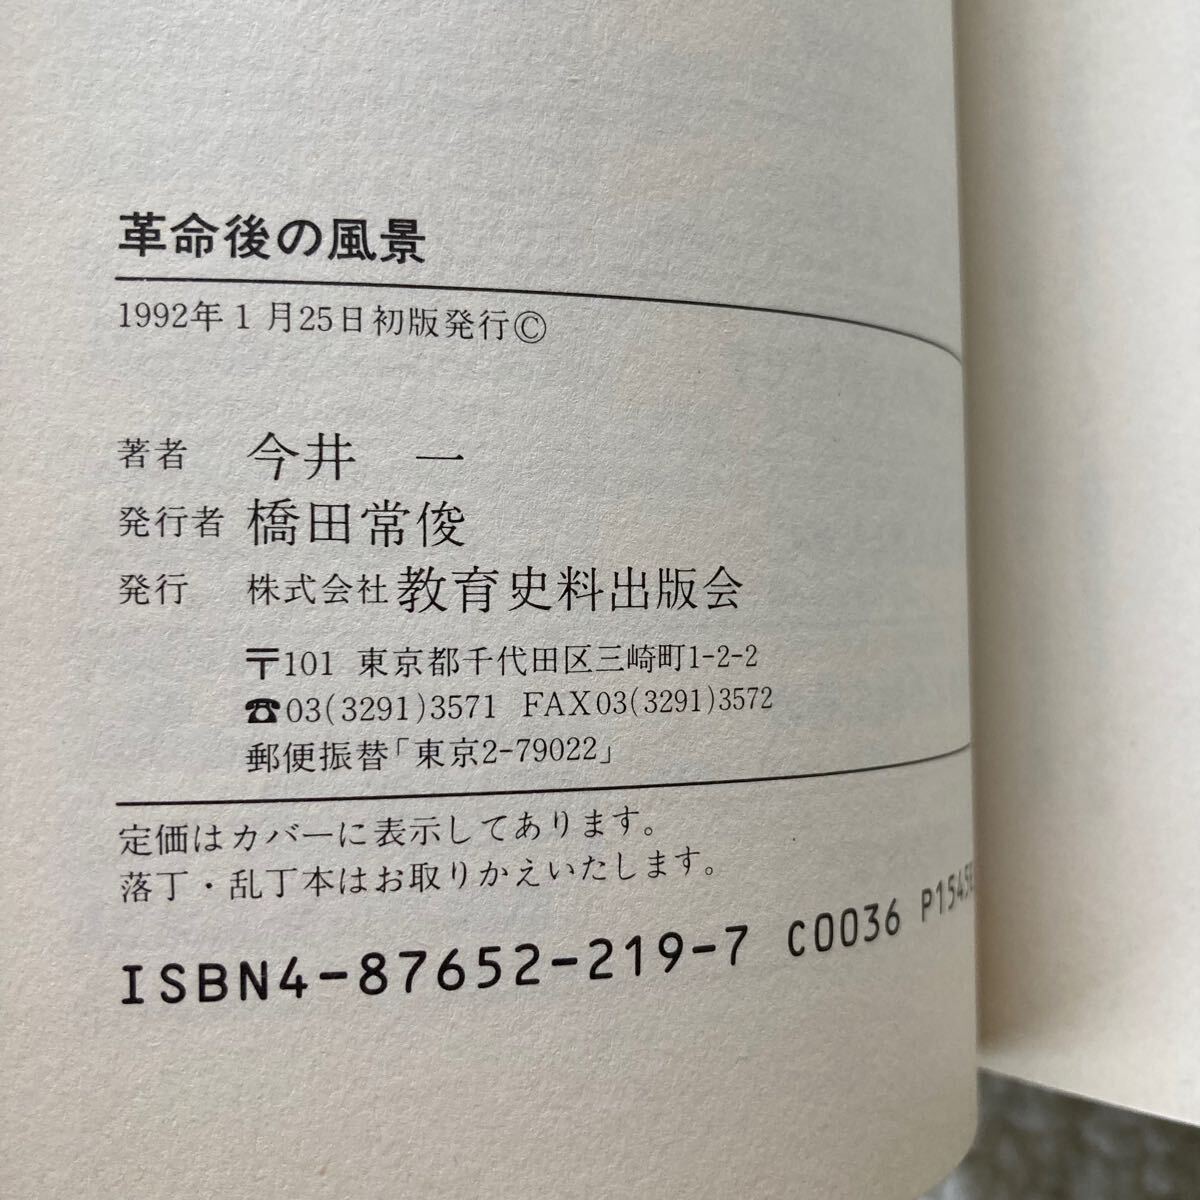 革命後の風景
1992年1月25日初版発行©
著者 今井 一
発行者 橋田常俊
発行 株式会社教育史料出版会
〒101 東京都千代田区三崎町1-2-2
☎03(3291)3571 FAX03(3291)3572
郵便振替「東京2-79022」
定価はカバーに表示してあります。
落丁・乱丁本はお取りかえいたします。
ISBN4-87652-219-7 C0036